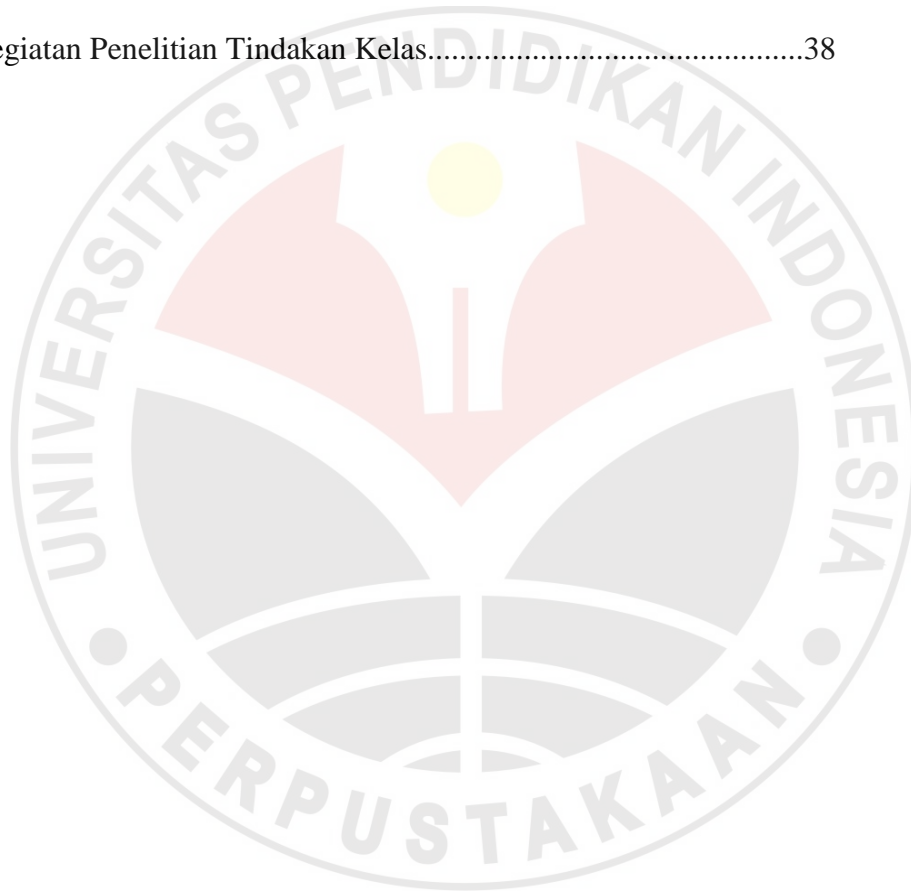 egiatan Penelitian Tindakan Kelas...............................................38
UNIVERSITAS PENDIDIKAN INDONESIA
• PERPUSTAKAAN •